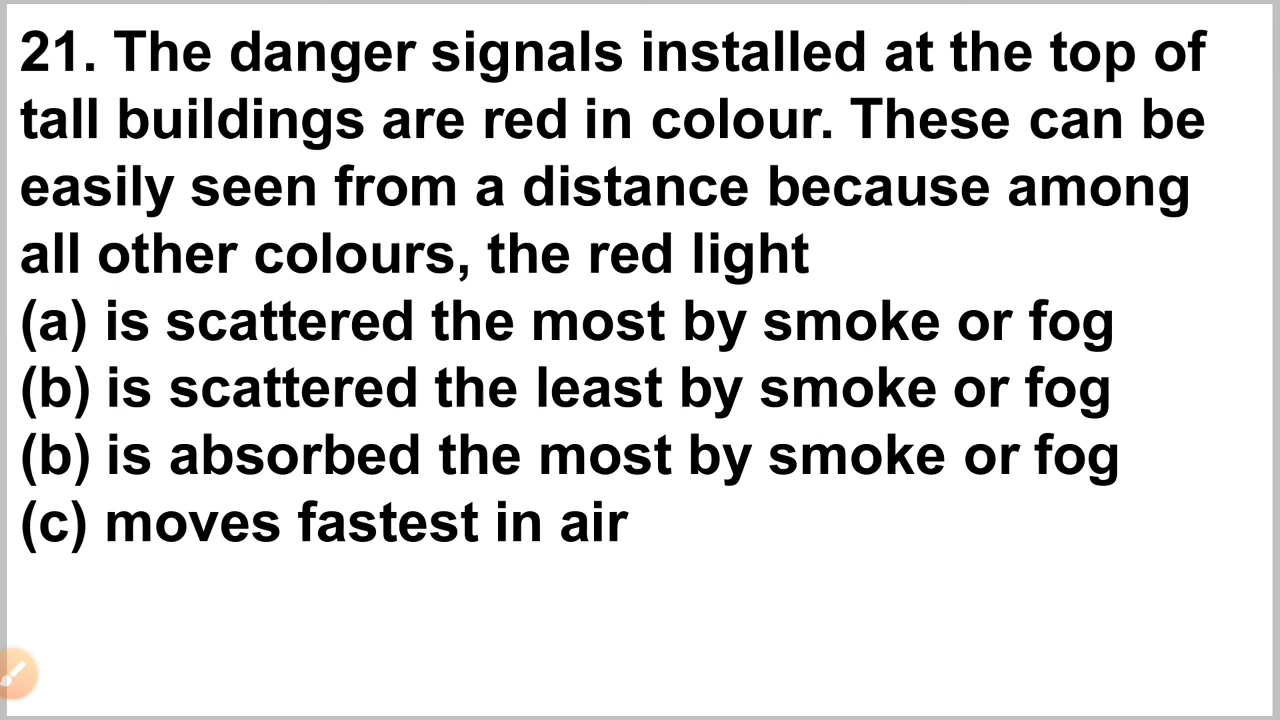 21. The danger signals installed at the top of
tall buildings are red in colour. These can be
easily seen from a distance because among
all other colours, the red light
(a) is scattered the most by smoke or fog
(b) is scattered the least by smoke or fog
(b) is absorbed the most by smoke or fog
(c) moves fastest in air